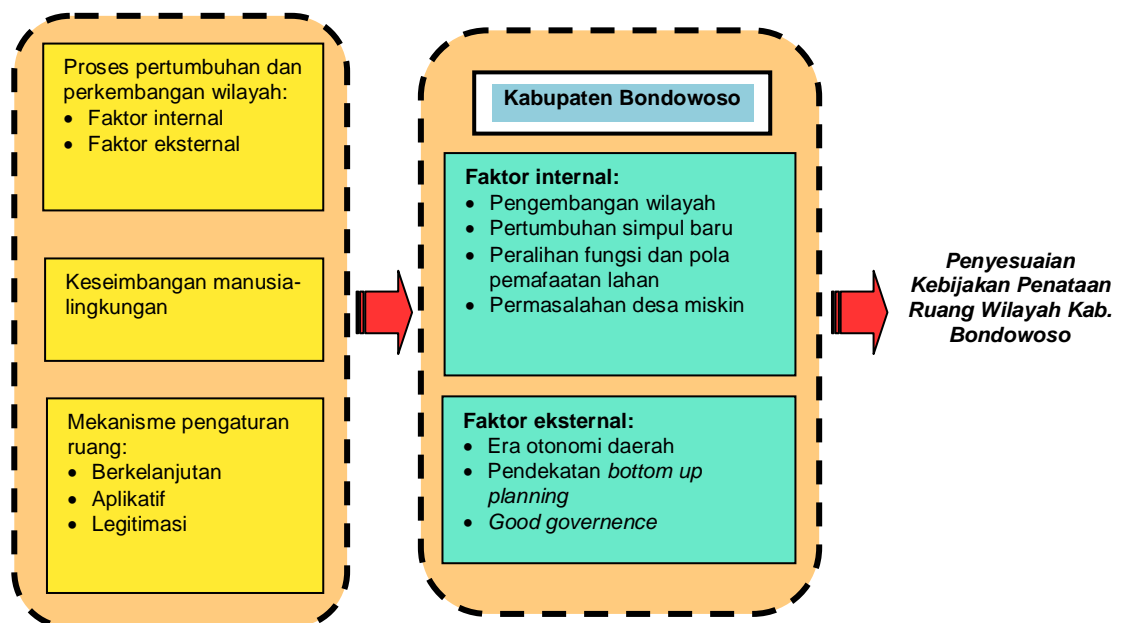 Proses pertumbuhan dan
perkembangan wilayah:
• Faktor internal
• Faktor eksternal
Keseimbangan manusia-
lingkungan
Mekanisme pengaturan
ruang:
• Berkelanjutan
• Aplikatif
• Legitimasi
Kabupaten Bondowoso
Faktor internal:
• Pengembangan wilayah
• Pertumbuhan simpul baru
• Peralihan fungsi dan pola
pemafaatan lahan
• Permasalahan desa miskin
Faktor eksternal:
• Era otonomi daerah
• Pendekatan bottom up
planning
• Good governence
Penyesuaian
Kebijakan Penataan
Ruang Wilayah Kab.
Bondowoso